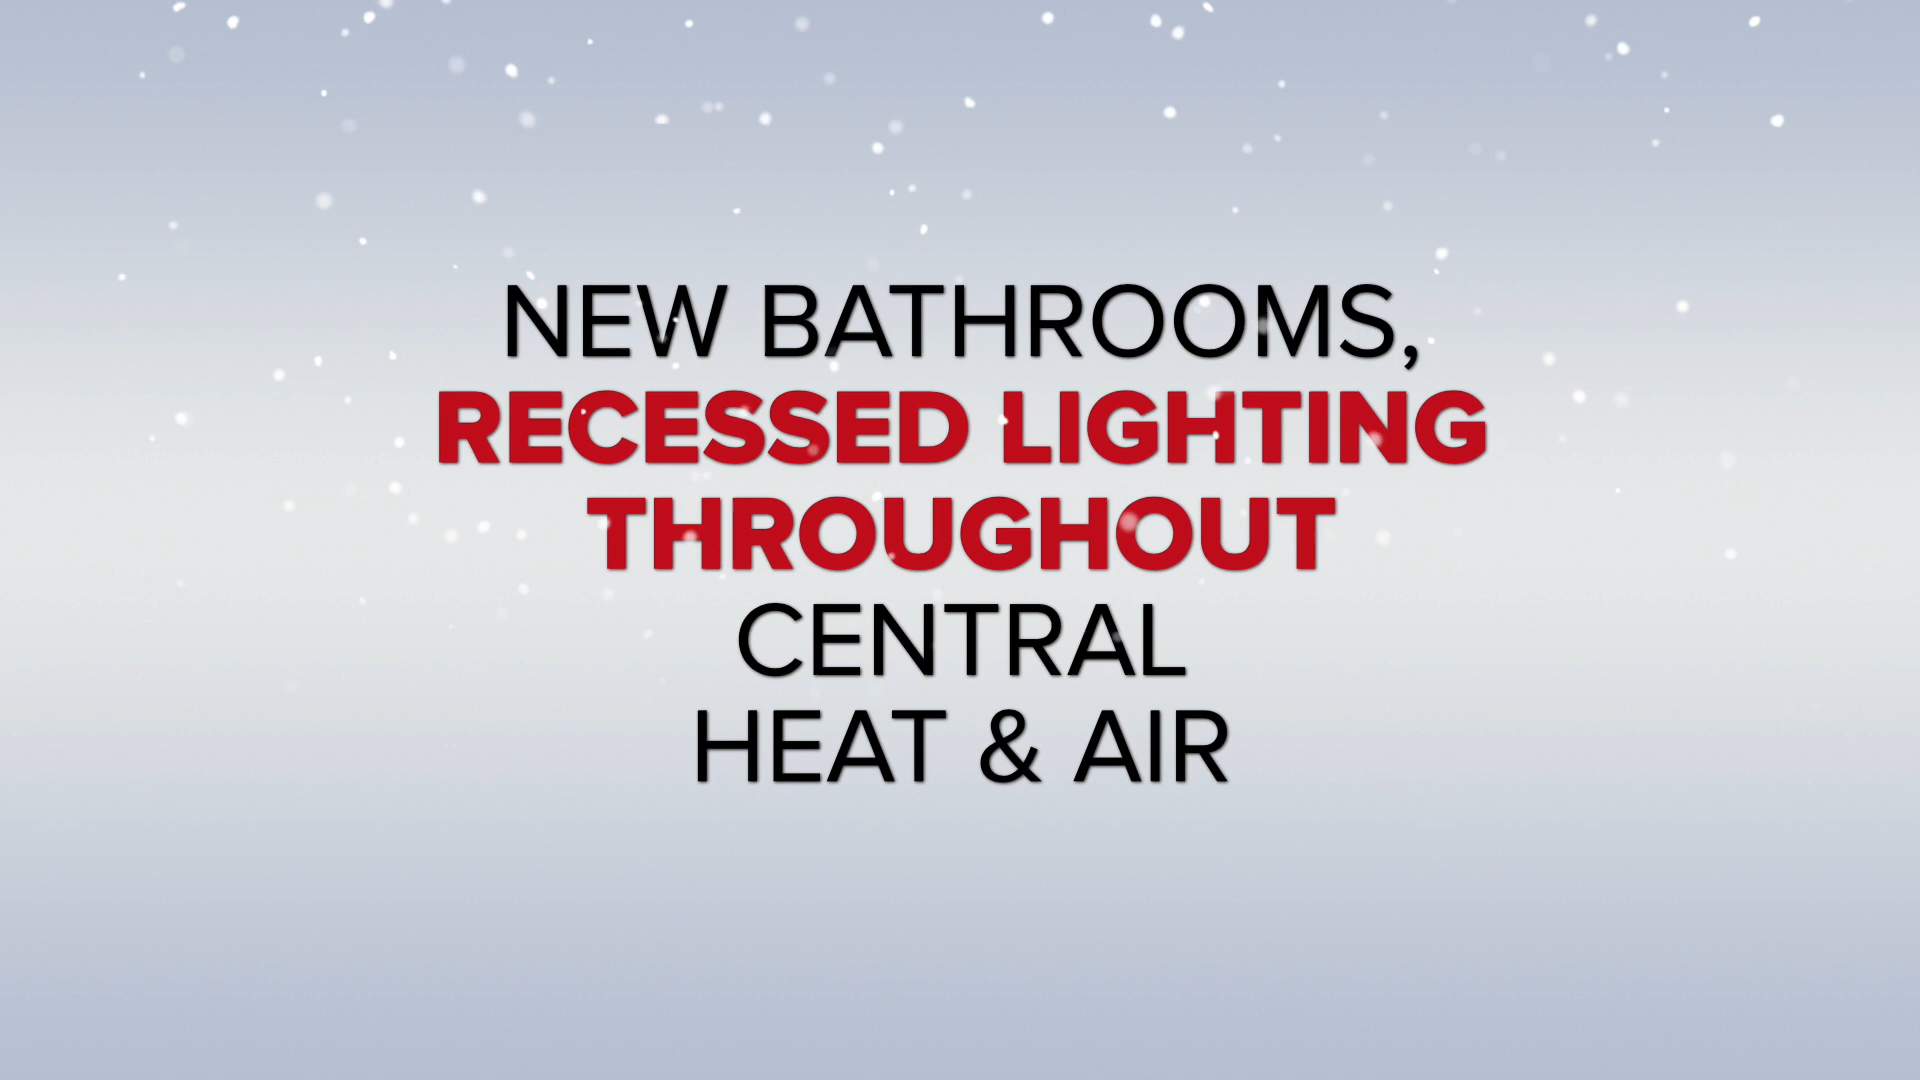 NEW BATHROOMS,
RECESSED LIGHTING
THROUGHOUT
CENTRAL
HEAT & AIR